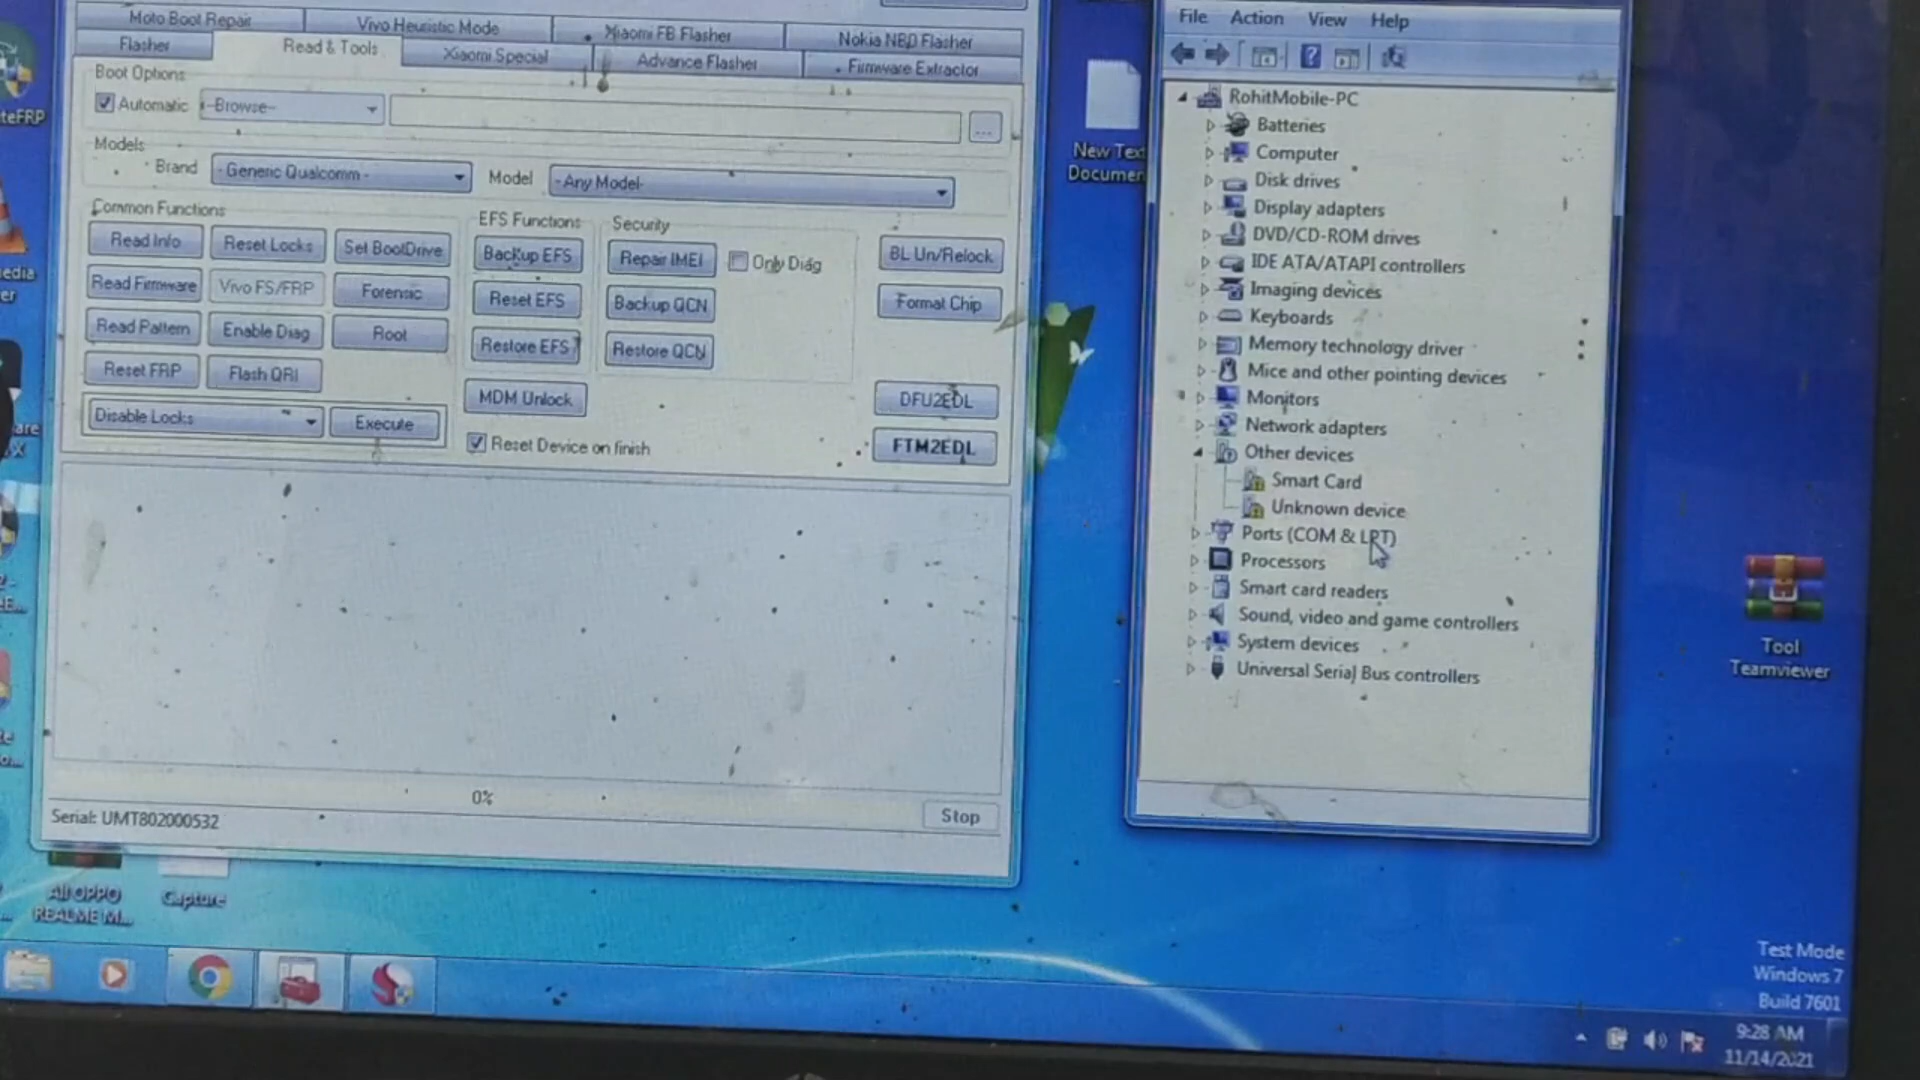 Moto Boot Repair
Vivo Heuristic Mode
Xiaomi FB Flasher
Nokia NBD Flasher
Flasher
Read & Tools
Xiaomi Special
Advance Flasher
Firmware Extractor
Boot Options
Automatic
--Browse--
...
Models
Brand
- Generic Qualcomm -
Model
-Any Model-
Common Functions
EFS Functions
Security
Read Info
Reset Locks
Set BootDrive
Backup EFS
Repair IMEI
Only Diag
BL Un/Relock
Read Firmware
Vivo FS/FRP
Forensic
Reset EFS
Backup QCN
Format Chip
Read Pattern
Enable Diag
Root
Restore EFS
Restore QCN
Reset FRP
Flash QRI
MDM Unlock
DFU2EDL
Disable Locks
Execute
Reset Device on finish
FTM2EDL
0%
Serial: UMT802000532
Stop
File Action View Help
RohitMobile-PC
Batteries
Computer
Disk drives
Display adapters
DVD/CD-ROM drives
IDE ATA/ATAPI controllers
Imaging devices
Keyboards
Memory technology driver
Mice and other pointing devices
Monitors
Network adapters
Other devices
Smart Card
Unknown device
Ports (COM & LPT)
Processors
Smart card readers
Sound, video and game controllers
System devices
Universal Serial Bus controllers
teFRP
edia
er
are
X
New Text
Documen
Tool
Teamviewer
All OPPO
REALME M...
Capture
Test Mode
Windows 7
Build 7601
9:28 AM
11/14/2021